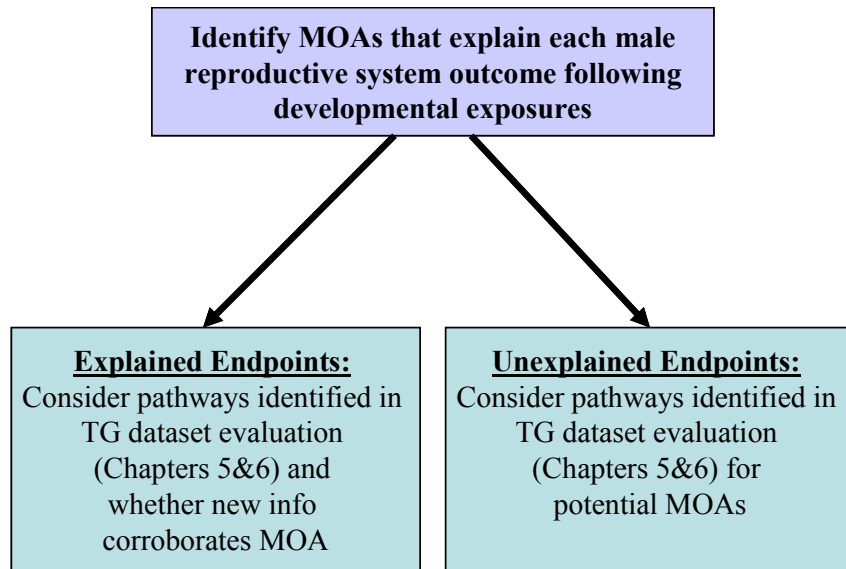 Identify MOAs that explain each male
reproductive system outcome following
developmental exposures
Explained Endpoints:
Consider pathways identified in
TG dataset evaluation
(Chapters 5&6) and
whether new info
corroborates MOA
Unexplained Endpoints:
Consider pathways identified in
TG dataset evaluation
(Chapters 5&6) for
potential MOAs